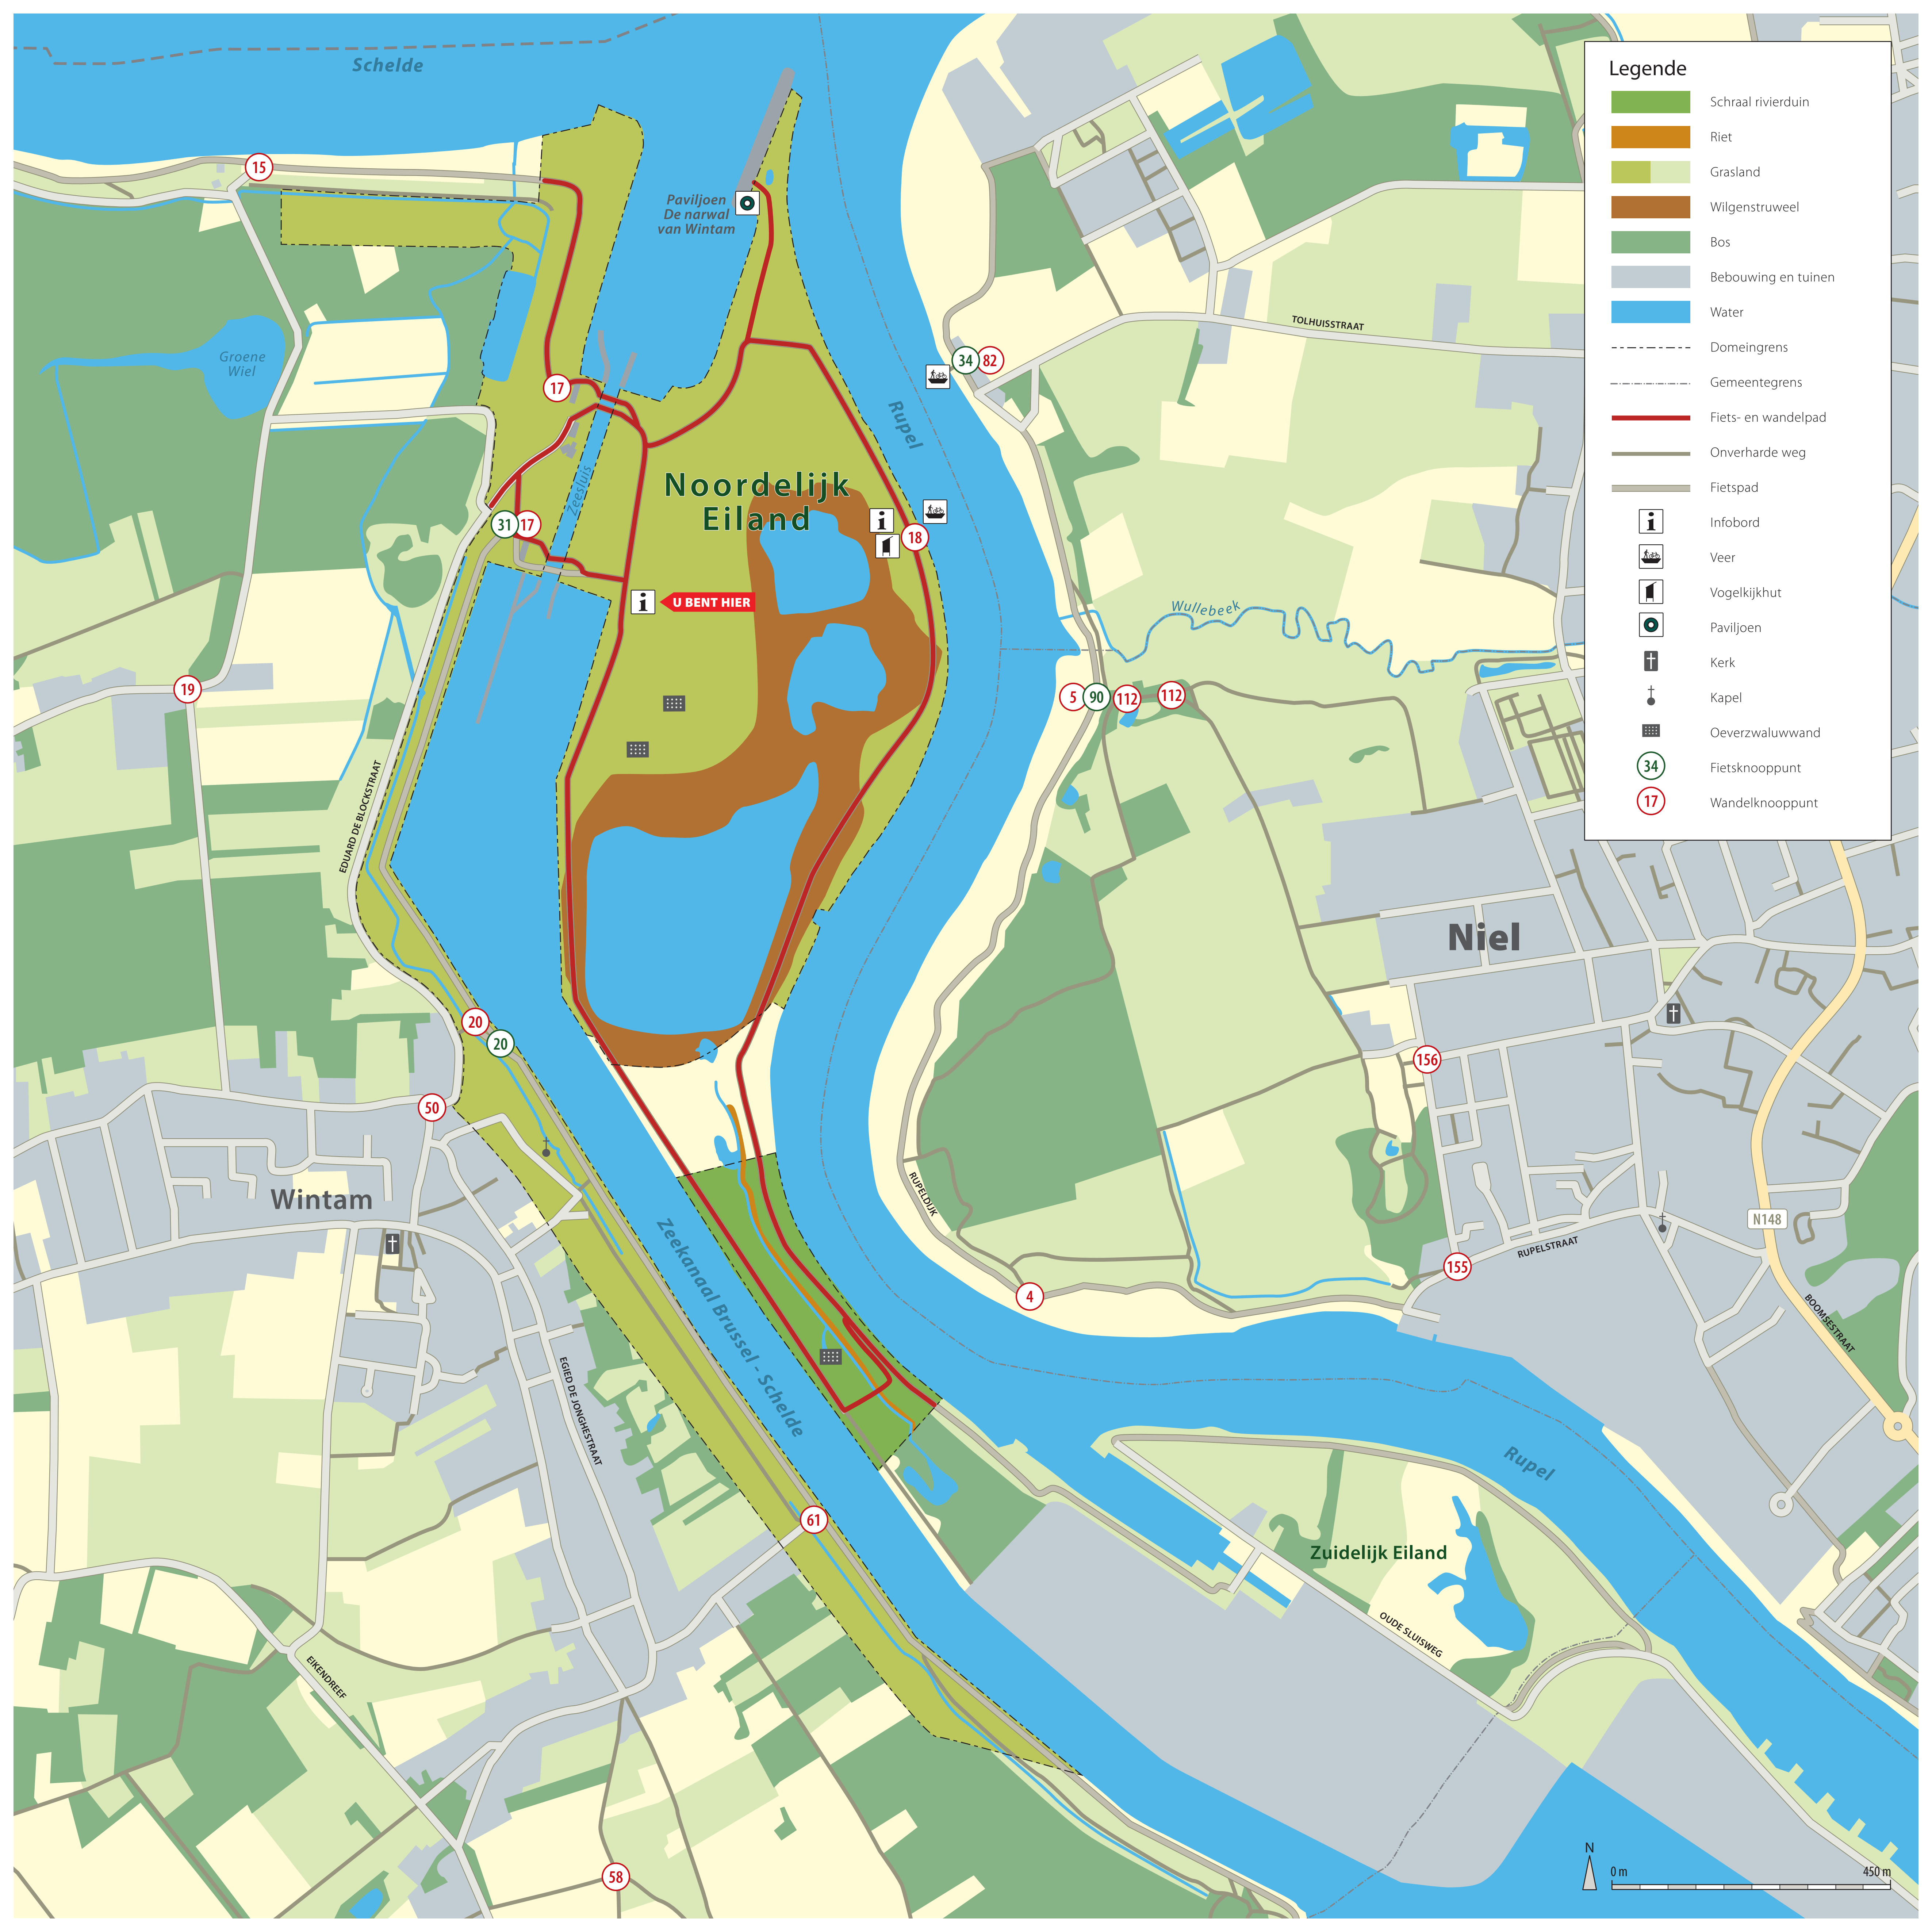 Schelde
15
Paviljoen
De narwal
van Wintam
Groene
Wiel
17
Zeesluis
31
17
Noordelijk
Eiland
18
U BENT HIER
Rupel
34
82
TOLHUISSTRAAT
Wullebeek
5
90
112
112
19
EDUARD DE BLOCKSTRAAT
20
20
50
Wintam
Zeekanaal Brussel - Schelde
EGIED DE JONGHESTRAAT
61
EIKENDREEF
58
RUPELDIJK
4
Niel
156
155
RUPELSTRAAT
N148
BOOMSESTRAAT
Rupel
Zuidelijk Eiland
OUDE SLUISWEG
Legende
Schraal rivierduin
Riet
Grasland
Wilgenstruweel
Bos
Bebouwing en tuinen
Water
Domeingrens
Gemeentegrens
Fiets- en wandelpad
Onverharde weg
Fietspad
Infobord
Veer
Vogelkijkhut
Paviljoen
Kerk
Kapel
Oeverzwaluwwand
34 Fietsknooppunt
17 Wandelknooppunt
N
0 m 450 m